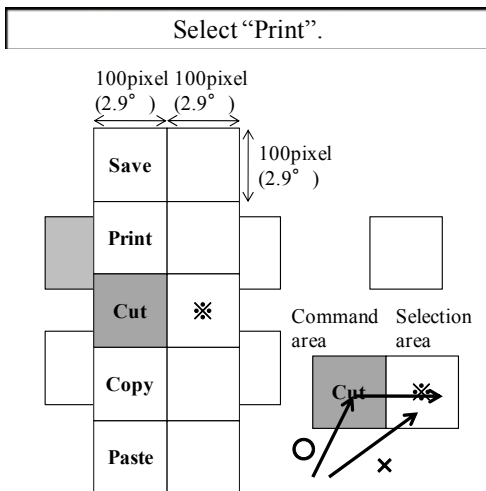 Select “Print”.
100pixel 100pixel
(2.9° ) (2.9° )
100pixel
(2.9° )
Save
Print
Cut ※
Copy
Paste
Command Selection
area area
Cut ※
○ ×